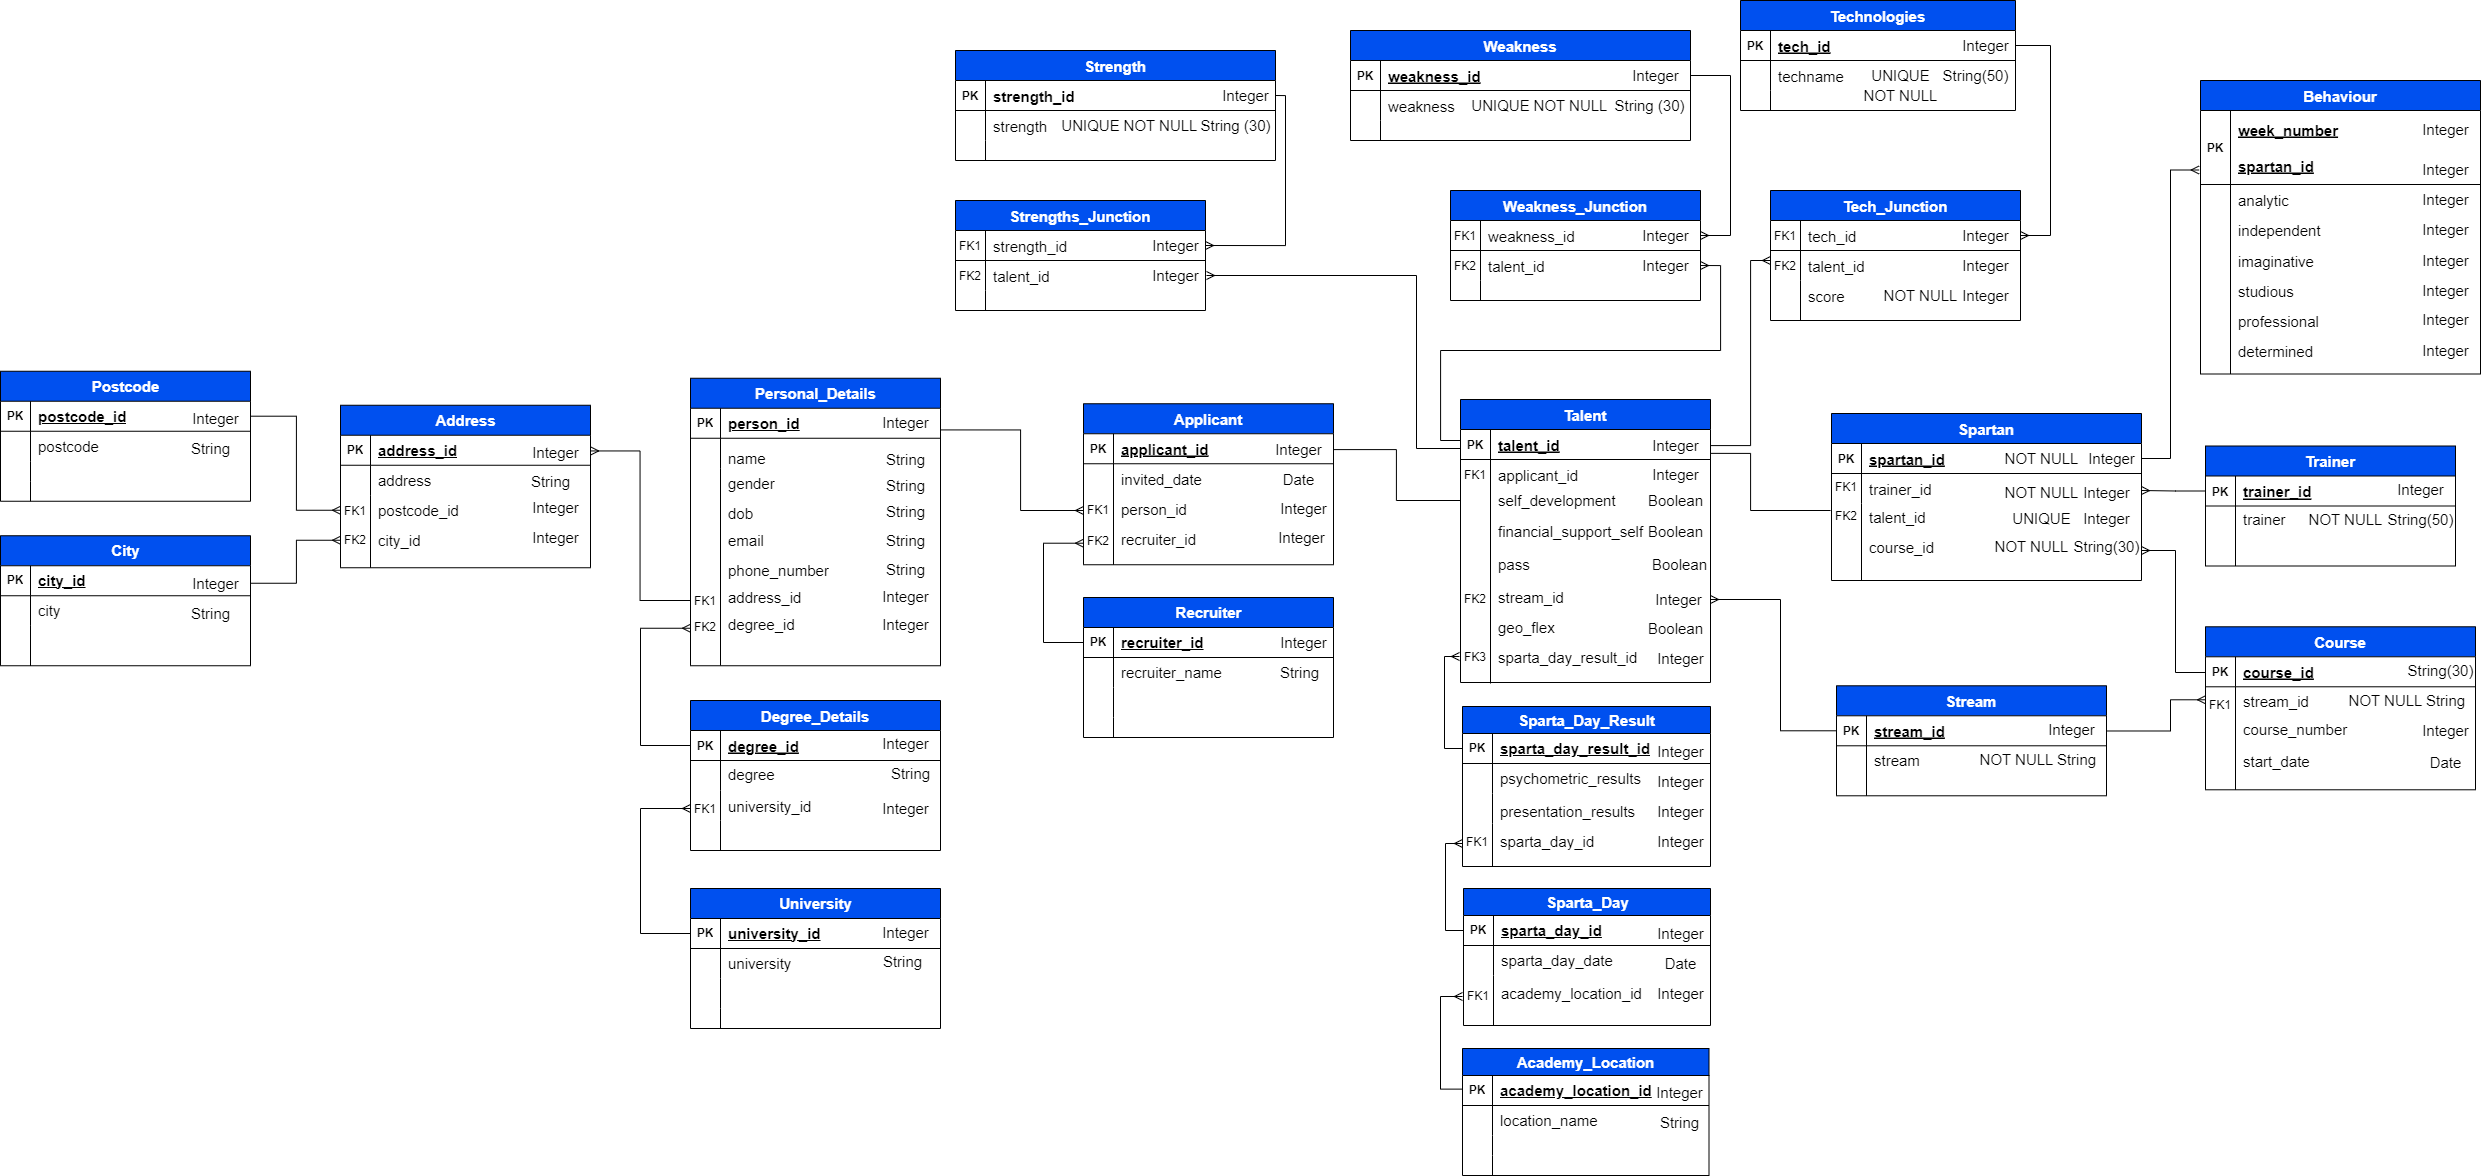 Technologies
PK tech_id Integer
techname UNIQUE String(50)
NOT NULL
Weakness
PK weakness_id Integer
weakness UNIQUE NOT NULL String (30)
Strength
PK strength_id Integer
strength UNIQUE NOT NULL String (30)
Behaviour
PK
week_number Integer
spartan_id Integer
analytic Integer
independent Integer
imaginative Integer
studious Integer
professional Integer
determined Integer
Strengths_Junction
FK1 strength_id Integer
FK2 talent_id Integer
Weakness_Junction
FK1 weakness_id Integer
FK2 talent_id Integer
Tech_Junction
FK1 tech_id Integer
FK2 talent_id Integer
score NOT NULL Integer
Postcode
PK postcode_id Integer
postcode String
City
PK city_id Integer
city String
Address
PK address_id Integer
address String
FK1 postcode_id Integer
FK2 city_id Integer
Personal_Details
PK person_id Integer
name String
gender String
dob String
email String
phone_number String
FK1 address_id Integer
FK2 degree_id Integer
Degree_Details
PK degree_id Integer
degree String
FK1 university_id Integer
University
PK university_id Integer
university String
Applicant
PK applicant_id Integer
invited_date Date
FK1 person_id Integer
FK2 recruiter_id Integer
Recruiter
PK recruiter_id Integer
recruiter_name String
Talent
PK talent_id Integer
FK1 applicant_id Integer
self_development Boolean
financial_support_self Boolean
pass Boolean
FK2 stream_id Integer
geo_flex Boolean
FK3 sparta_day_result_id Integer
Sparta_Day_Result
PK sparta_day_result_id Integer
psychometric_results Integer
presentation_results Integer
FK1 sparta_day_id Integer
Sparta_Day
PK sparta_day_id Integer
sparta_day_date Date
FK1 academy_location_id Integer
Academy_Location
PK academy_location_id Integer
location_name String
Spartan
PK spartan_id NOT NULL Integer
FK1 trainer_id NOT NULL Integer
FK2 talent_id UNIQUE Integer
course_id NOT NULL String(30)
Trainer
PK trainer_id Integer
trainer NOT NULL String(50)
Stream
PK stream_id Integer
stream NOT NULL String
Course
PK course_id String(30)
FK1 stream_id NOT NULL String
course_number Integer
start_date Date